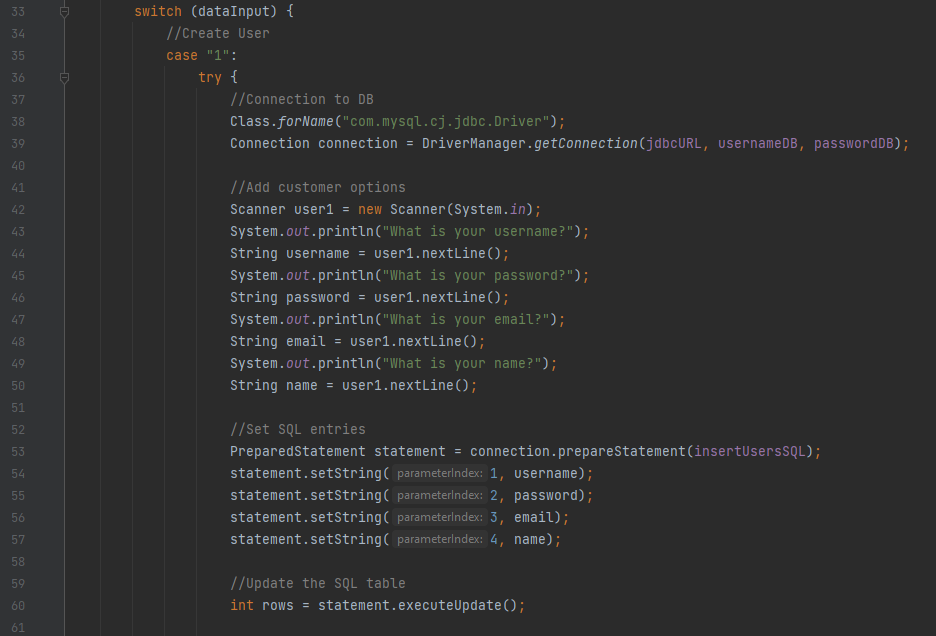 33 switch (dataInput) {
34 //Create User
35 case "1":
36 try {
37 //Connection to DB
38 Class.forName("com.mysql.cj.jdbc.Driver");
39 Connection connection = DriverManager.getConnection(jdbcURL, usernameDB, passwordDB);
40
41 //Add customer options
42 Scanner user1 = new Scanner(System.in);
43 System.out.println("What is your username?");
44 String username = user1.nextLine();
45 System.out.println("What is your password?");
46 String password = user1.nextLine();
47 System.out.println("What is your email?");
48 String email = user1.nextLine();
49 System.out.println("What is your name?");
50 String name = user1.nextLine();
51
52 //Set SQL entries
53 PreparedStatement statement = connection.prepareStatement(insertUsersSQL);
54 statement.setString( parameterIndex: 1, username);
55 statement.setString( parameterIndex: 2, password);
56 statement.setString( parameterIndex: 3, email);
57 statement.setString( parameterIndex: 4, name);
58
59 //Update the SQL table
60 int rows = statement.executeUpdate();
61